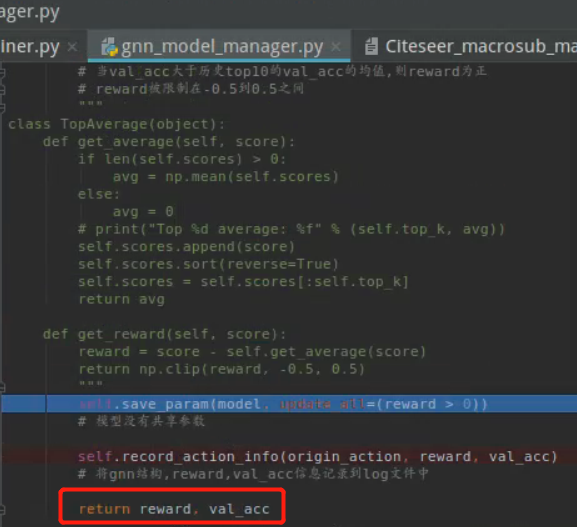 ager.py
iner.py × gnn_model_manager.py × Citeseer_macrosub_ma
# 当val_acc大于历史top10的val_acc的均值,则reward为正
# reward被限制在-0.5到0.5之间
"""
class TopAverage(object):
def get_average(self, score):
if len(self.scores) > 0:
avg = np.mean(self.scores)
else:
avg = 0
# print("Top %d average: %f" % (self.top_k, avg))
self.scores.append(score)
self.scores.sort(reverse=True)
self.scores = self.scores[:self.top_k]
return avg
def get_reward(self, score):
reward = score - self.get_average(score)
return np.clip(reward, -0.5, 0.5)
"""
self.save_param(model, update_all=(reward > 0))
# 模型没有共享参数
self.record_action_info(origin_action, reward, val_acc)
# 将gnn结构,reward,val_acc信息记录到log文件中
return reward, val_acc